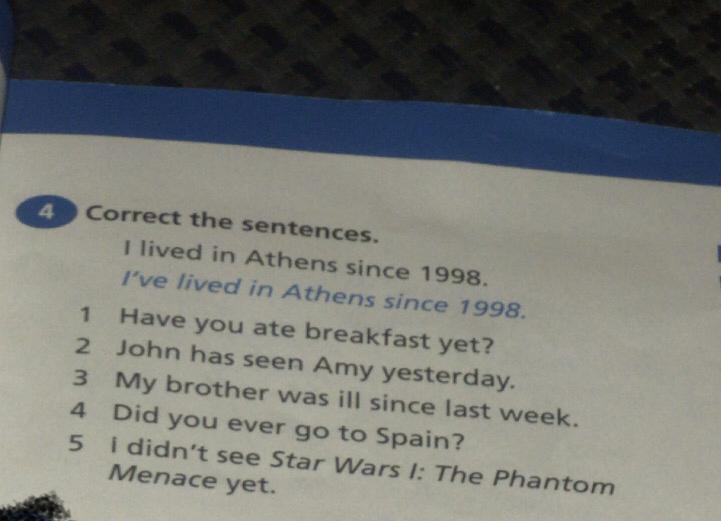 4 Correct the sentences.
I lived in Athens since 1998.
I've lived in Athens since 1998.
1 Have you ate breakfast yet?
2 John has seen Amy yesterday.
3 My brother was ill since last week.
4 Did you ever go to Spain?
5 I didn't see Star Wars I: The Phantom
Menace yet.